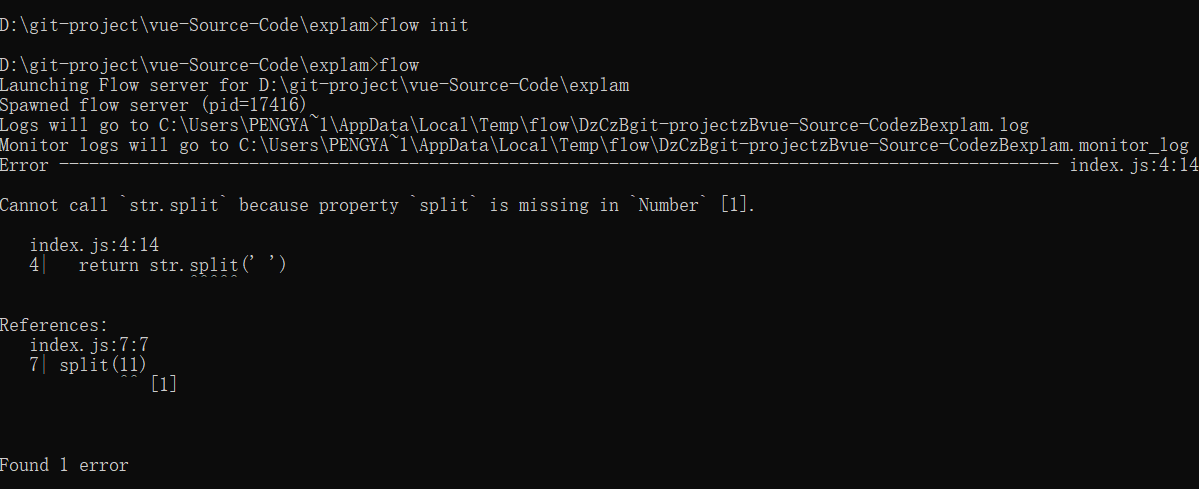 D:\git-project\vue-Source-Code\explam>flow init
D:\git-project\vue-Source-Code\explam>flow
Launching Flow server for D:\git-project\vue-Source-Code\explam
Spawned flow server (pid=17416)
Logs will go to C:\Users\PENGYA~1\AppData\Local\Temp\flow\DzCzBgit-projectzBvue-Source-CodezBexplam.log
Monitor logs will go to C:\Users\PENGYA~1\AppData\Local\Temp\flow\DzCzBgit-projectzBvue-Source-CodezBexplam.monitor_log
Error ---------------------------------------------------------------------------------------------------- index.js:4:14
Cannot call `str.split` because property `split` is missing in `Number` [1].
index.js:4:14
4| return str.split(' ')
^^^^^
References:
index.js:7:7
7| split(11)
^^ [1]
Found 1 error